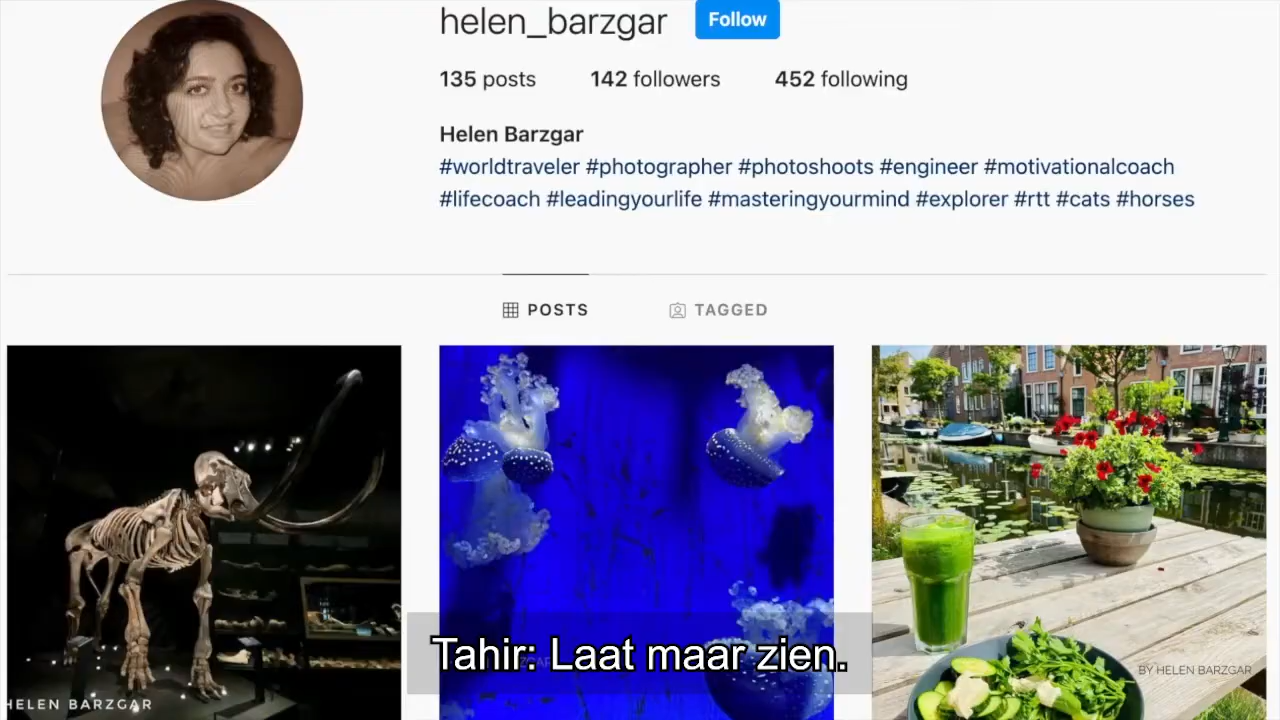 helen_barzgar Follow
135 posts 142 followers 452 following
Helen Barzgar
#worldtraveler #photographer #photoshoots #engineer #motivationalcoach
#lifecoach #leadingyourlife #masteringyourmind #explorer #rtt #cats #horses
POSTS TAGGED
Tahir: Laat maar zien.
BY HELEN BARZGAR
HELEN BARZGAR